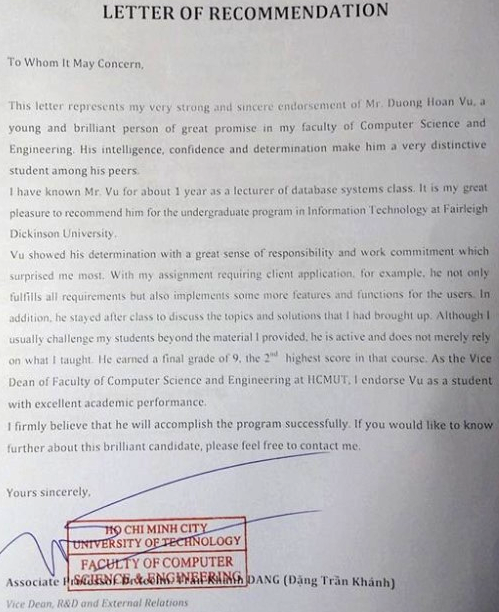 LETTER OF RECOMMENDATION
To Whom It May Concern,
This letter represents my very strong and sincere endorsement of Mr. Duong Hoan Vu, a
young and brilliant person of great promise in my faculty of Computer Science and
Engineering. His intelligence, confidence and determination make him a very distinctive
student among his peers.
I have known Mr. Vu for about 1 year as a lecturer of database systems class. It is my great
pleasure to recommend him for the undergraduate program in Information Technology at Fairleigh
Dickinson University.
Vu showed his determination with a great sense of responsibility and work commitment which
surprised me most. With my assignment requiring client application, for example, he not only
fulfills all requirements but also implements some more features and functions for the users. In
addition, he stayed after class to discuss the topics and solutions that I had brought up. Although I
usually challenge my students beyond the material I provided, he is active and does not merely rely
on what I taught. He earned a final grade of 9, the 2nd highest score in that course. As the Vice
Dean of Faculty of Computer Science and Engineering at HCMUT, I endorse Vu as a student
with excellent academic performance.
I firmly believe that he will accomplish the program successfully. If you would like to know
further about this brilliant candidate, please feel free to contact me.
Yours sincerely,
HO CHI MINH CITY
UNIVERSITY OF TECHNOLOGY
FACULTY OF COMPUTER
SCIENCE & ENGINEERING
Associate Professor Tran Khanh DANG (Đặng Trần Khánh)
Vice Dean, R&D and External Relations